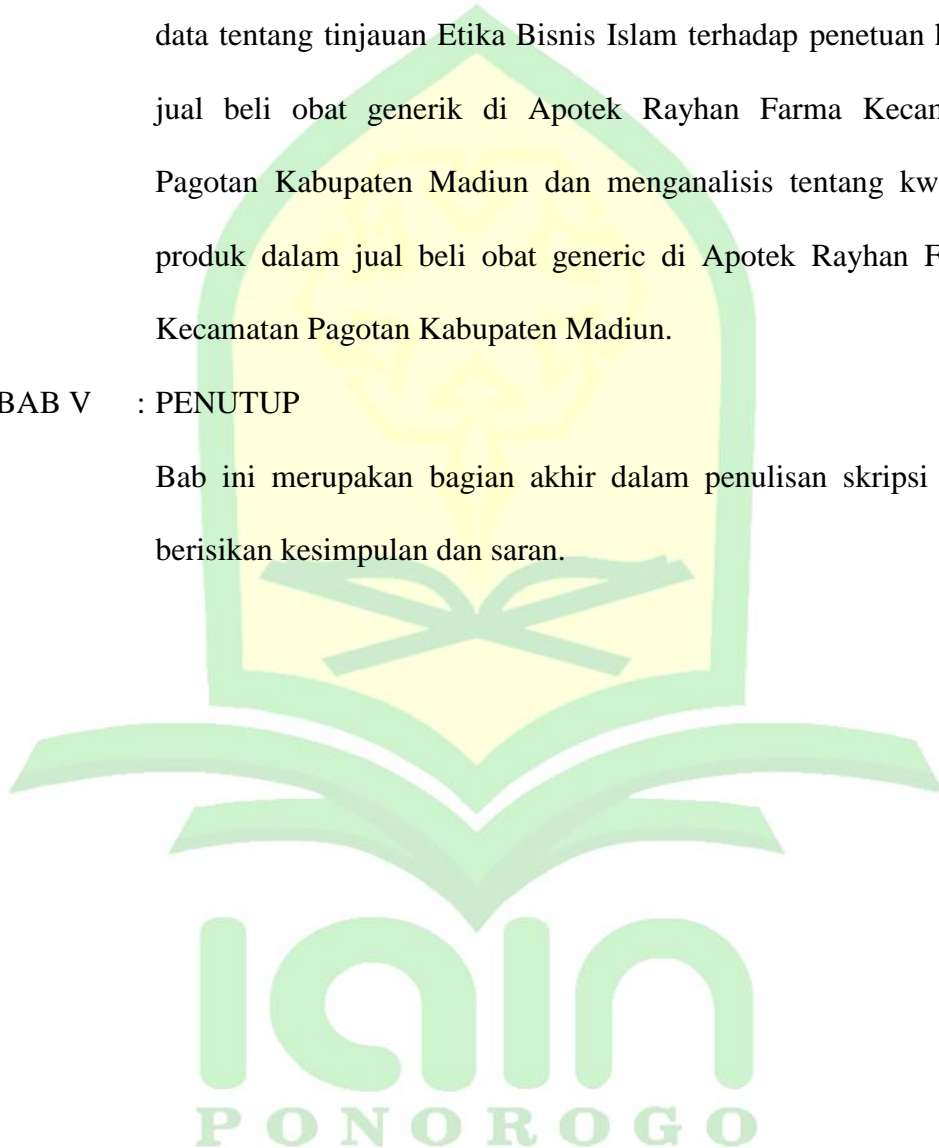 data tentang tinjauan Etika Bisnis Islam terhadap penetuan
jual beli obat generik di Apotek Rayhan Farma
Pagotan Kabupaten Madiun dan menganalisis tentang
produk dalam jual beli obat generic di Apotek Rayhan
Kecamatan Pagotan Kabupaten Madiun.
BAB V : PENUTUP
Bab ini merupakan bagian akhir dalam penulisan skripsi
berisikan kesimpulan dan saran.
iain
PONOROGO